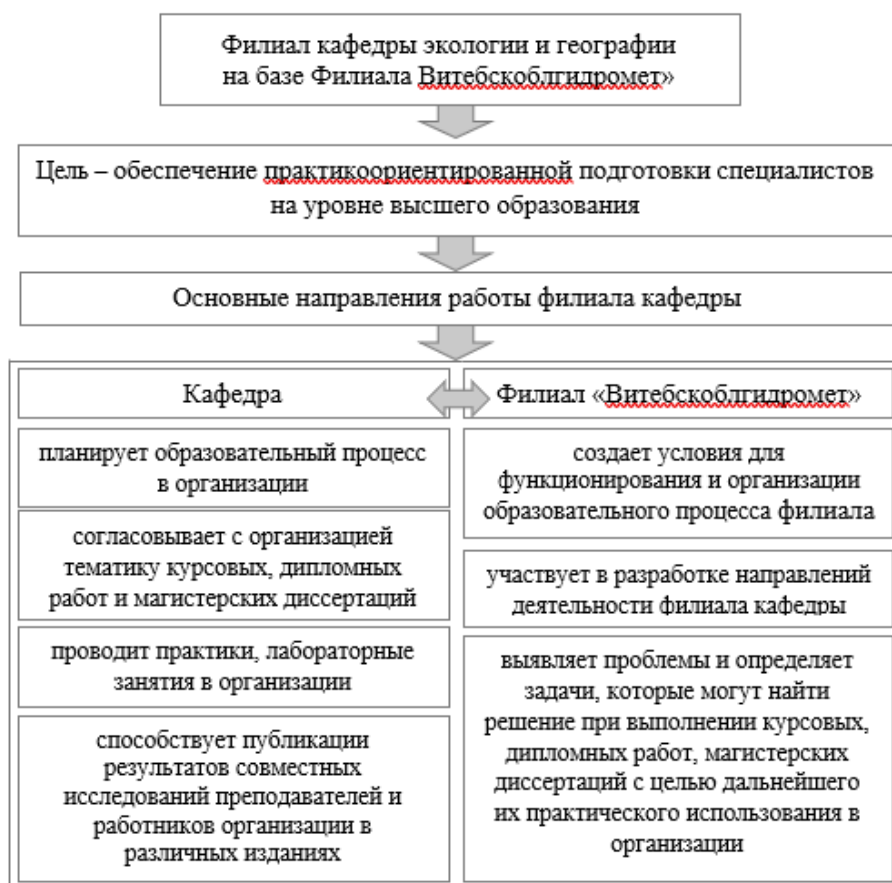 Филиал кафедры экологии и географии
на базе Филиала Витебскоблгидромет»
Цель – обеспечение практикоориентированной подготовки специалистов
на уровне высшего образования
Основные направления работы филиала кафедры
Кафедра
планирует образовательный процесс
в организации
согласовывает с организацией
тематику курсовых, дипломных
работ и магистерских диссертаций
проводит практики, лабораторные
занятия в организации
способствует публикации
результатов совместных
исследований преподавателей и
работников организации в
различных изданиях
Филиал «Витебскоблгидромет»
создает условия для
функционирования и организации
образовательного процесса филиала
участвует в разработке направлений
деятельности филиала кафедры
выявляет проблемы и определяет
задачи, которые могут найти
решение при выполнении курсовых,
дипломных работ, магистерских
диссертаций с целью дальнейшего
их практического использования в
организации